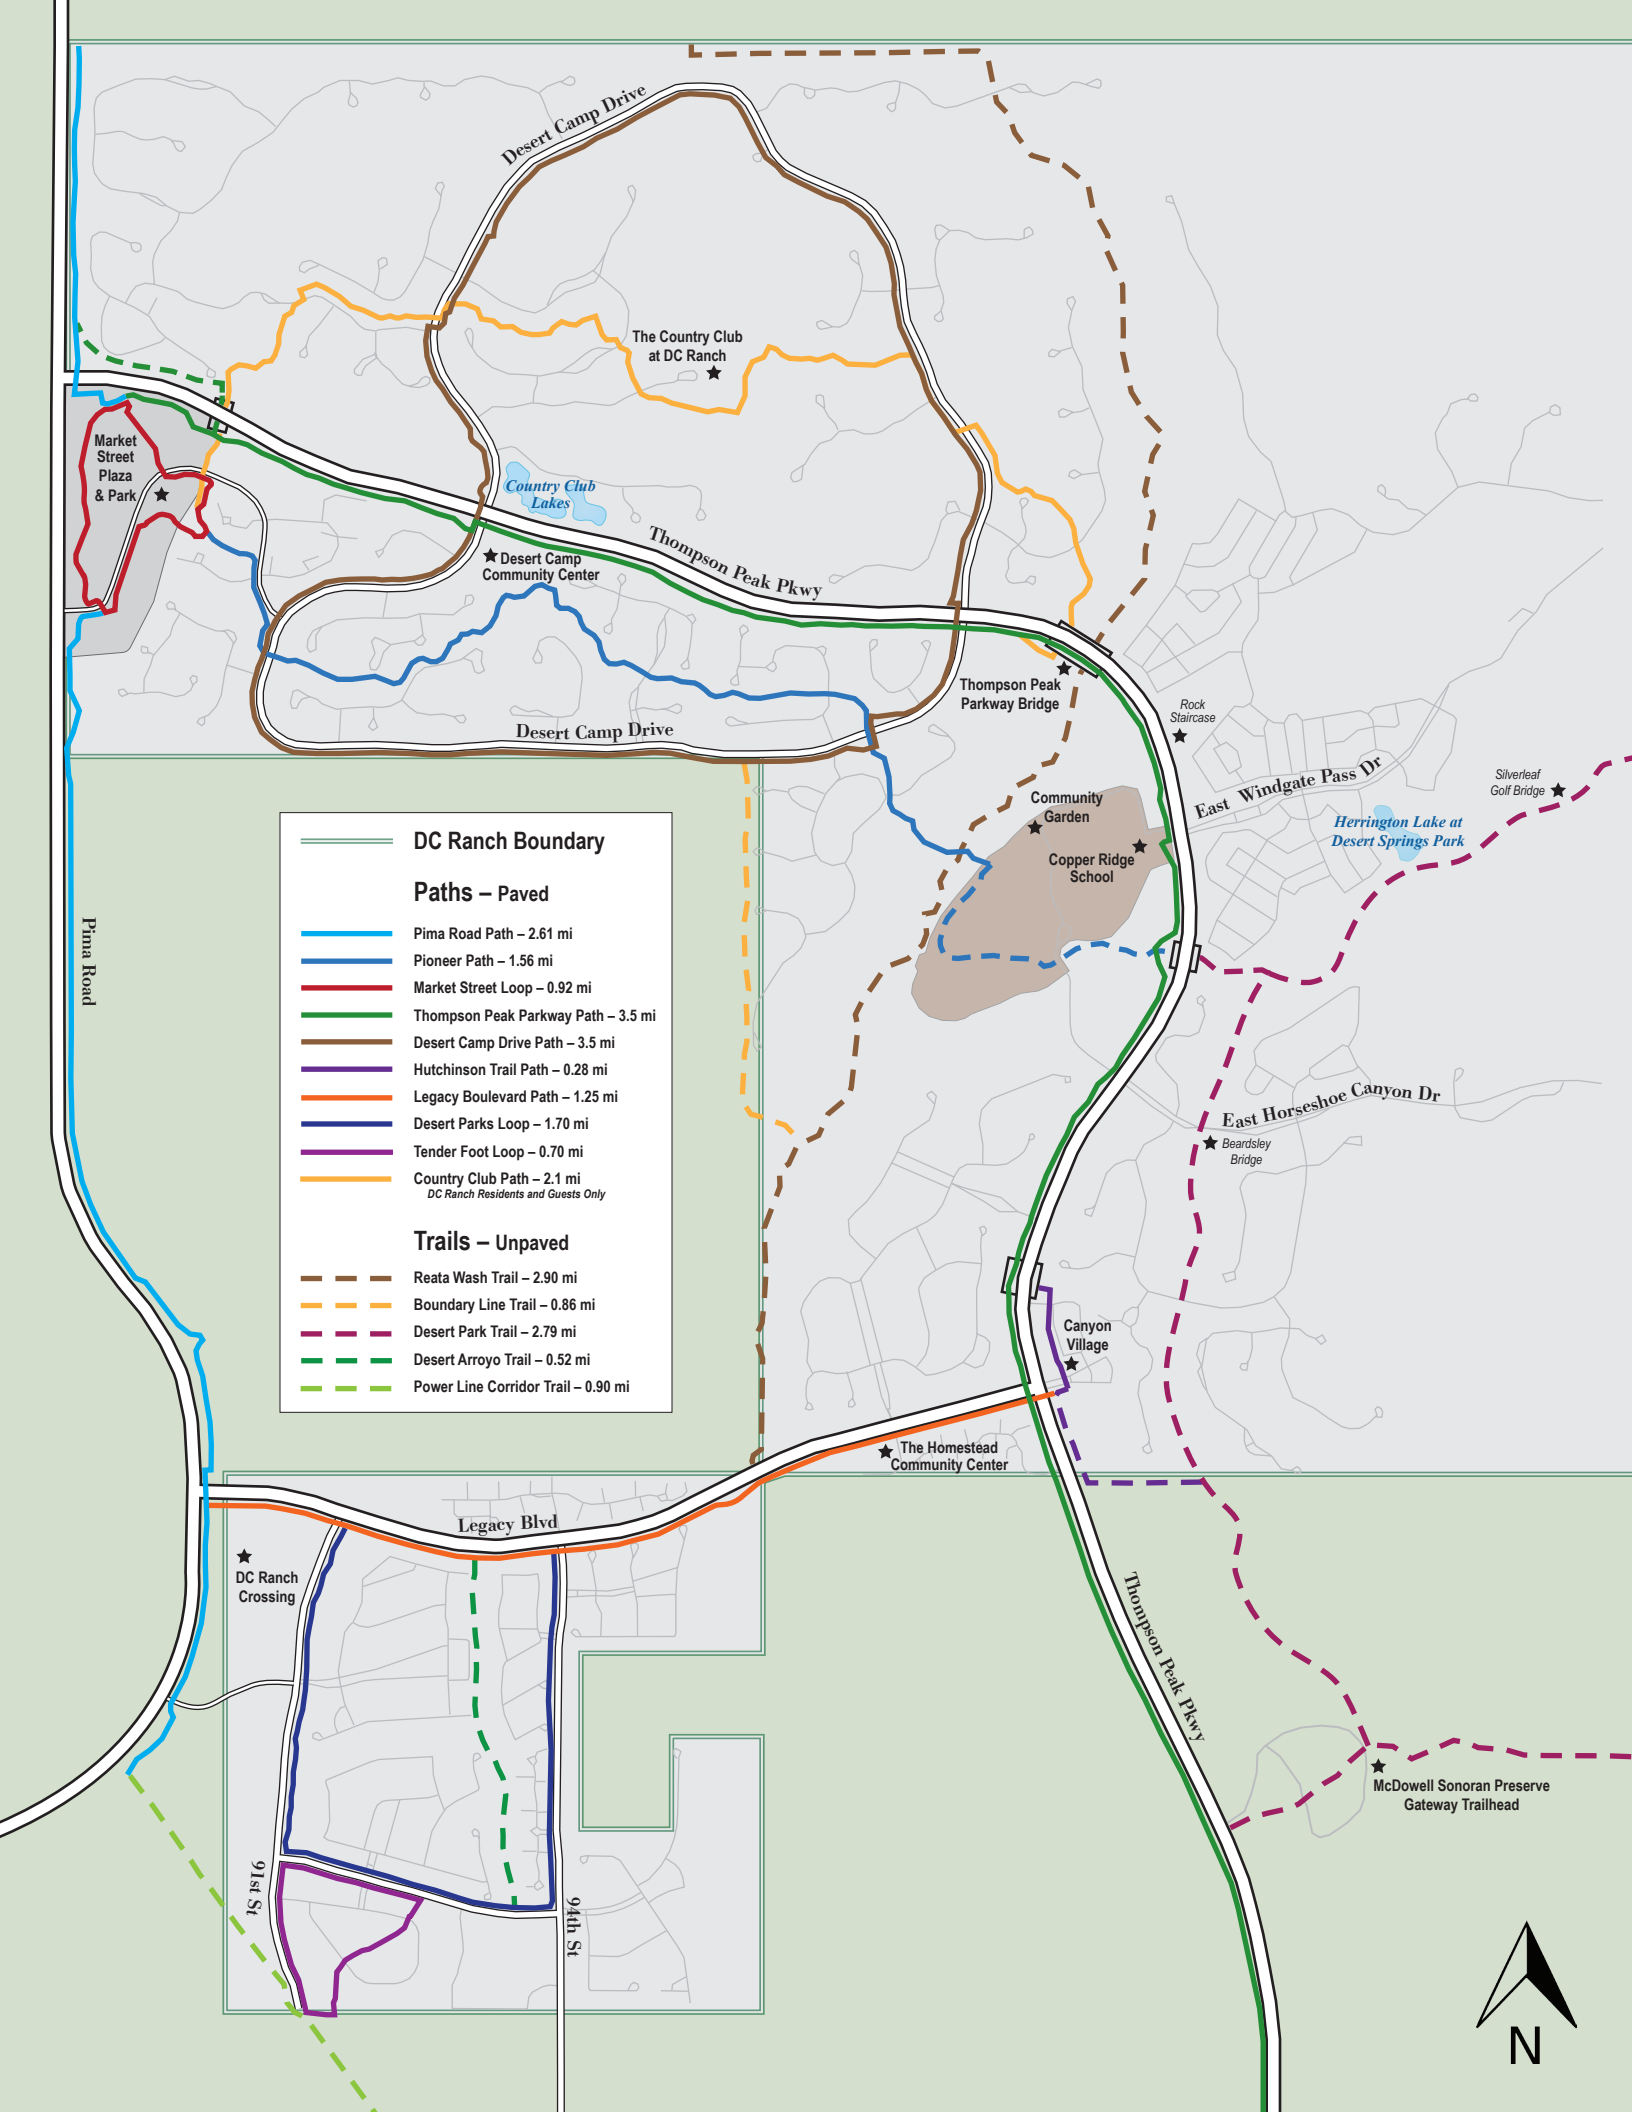 Desert Camp Drive
The Country Club
at DC Ranch
Market
Street
Plaza
& Park
Country Club
Lakes
Desert Camp
Community Center
Thompson Peak Pkwy
Thompson Peak
Parkway Bridge
Rock
Staircase
Desert Camp Drive
East Windgate Pass Dr
Silverleaf
Golf Bridge
Community
Garden
Copper Ridge
School
Herrington Lake at
Desert Springs Park
Pima Road
DC Ranch Boundary
Paths – Paved
Pima Road Path – 2.61 mi
Pioneer Path – 1.56 mi
Market Street Loop – 0.92 mi
Thompson Peak Parkway Path – 3.5 mi
Desert Camp Drive Path – 3.5 mi
Hutchinson Trail Path – 0.28 mi
Legacy Boulevard Path – 1.25 mi
Desert Parks Loop – 1.70 mi
Tender Foot Loop – 0.70 mi
Country Club Path – 2.1 mi
DC Ranch Residents and Guests Only
Trails – Unpaved
Reata Wash Trail – 2.90 mi
Boundary Line Trail – 0.86 mi
Desert Park Trail – 2.79 mi
Desert Arroyo Trail – 0.52 mi
Power Line Corridor Trail – 0.90 mi
East Horseshoe Canyon Dr
Beardsley
Bridge
Canyon
Village
The Homestead
Community Center
Legacy Blvd
DC Ranch
Crossing
Thompson Peak Pkwy
McDowell Sonoran Preserve
Gateway Trailhead
91st St
94th St
N